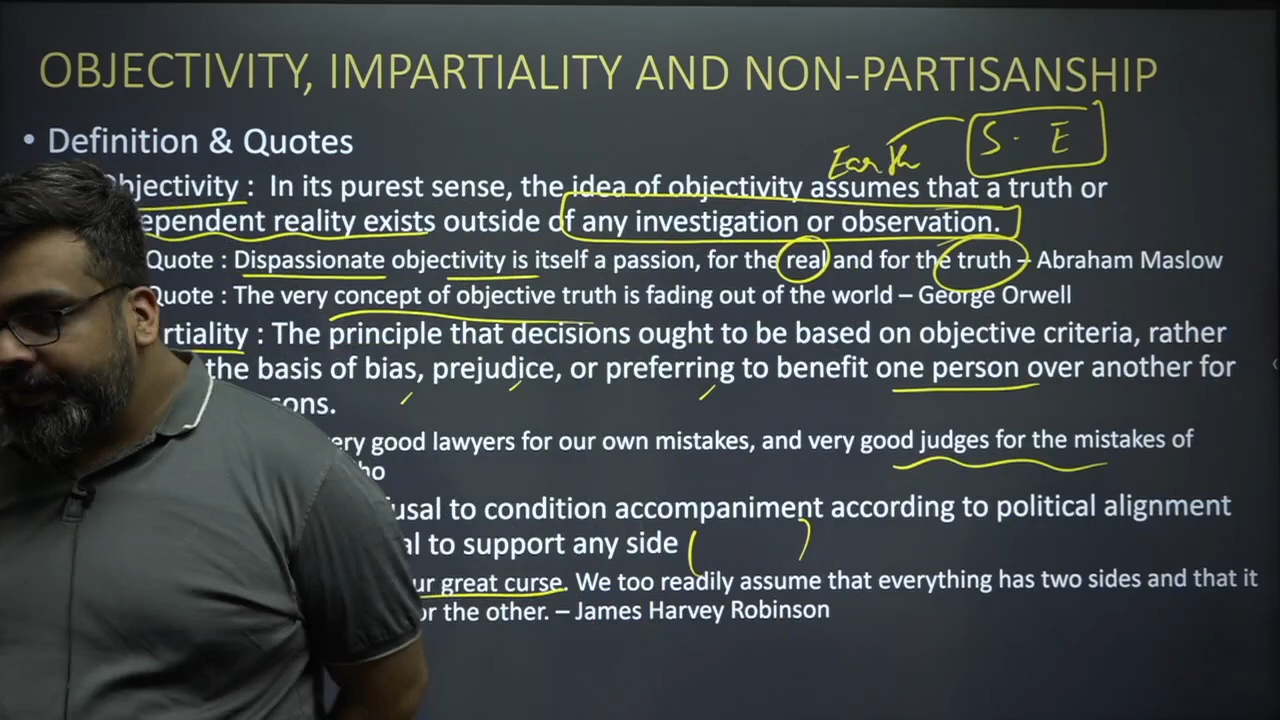 OBJECTIVITY, IMPARTIALITY AND NON-PARTISANSHIP
• Definition & Quotes
Earth S. E
bjectivity : In its purest sense, the idea of objectivity assumes that a truth or
ependent reality exists outside of any investigation or observation.
Quote : Dispassionate objectivity is itself a passion, for the real and for the truth – Abraham Maslow
Quote : The very concept of objective truth is fading out of the world – George Orwell
rtiality : The principle that decisions ought to be based on objective criteria, rather
the basis of bias, prejudice, or preferring to benefit one person over another for
sons.
ery good lawyers for our own mistakes, and very good judges for the mistakes of
ho
usal to condition accompaniment according to political alignment
al to support any side
ur great curse. We too readily assume that everything has two sides and that it
or the other. – James Harvey Robinson